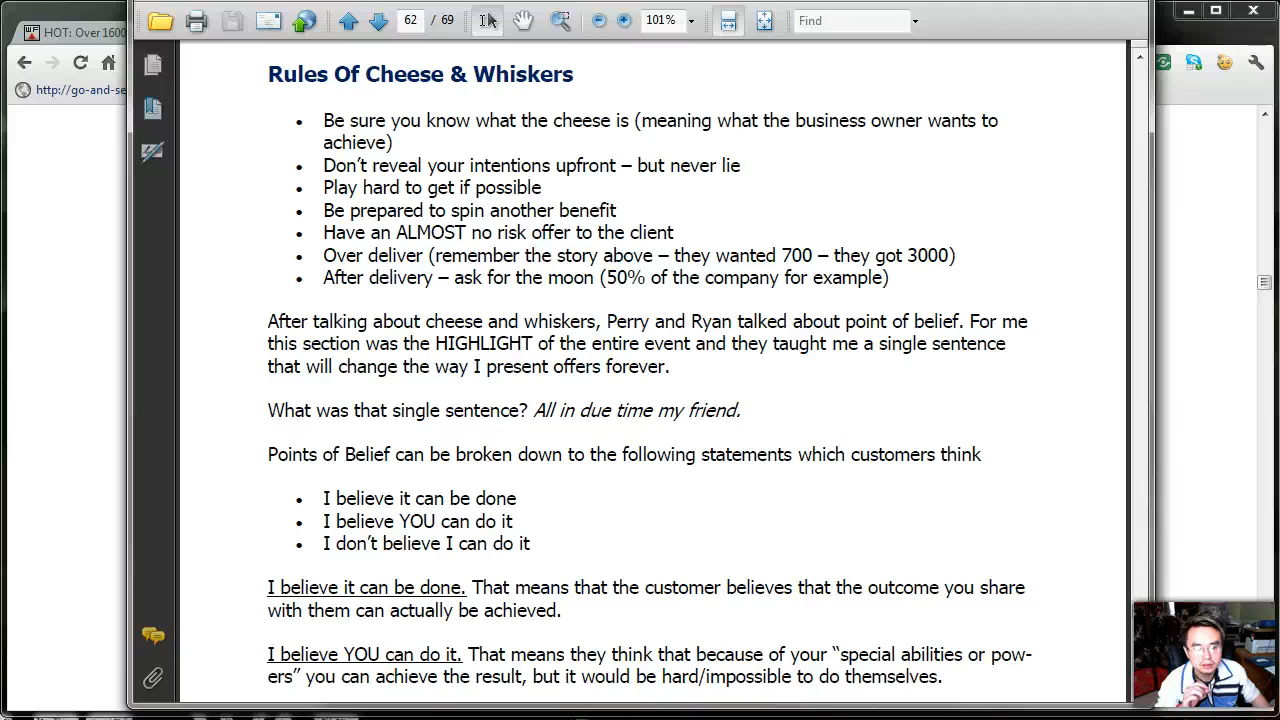 HOT: Over 1600
62 / 69
101%
Find
http://go-and-se
Rules Of Cheese & Whiskers
• Be sure you know what the cheese is (meaning what the business owner wants to
achieve)
• Don't reveal your intentions upfront – but never lie
• Play hard to get if possible
• Be prepared to spin another benefit
• Have an ALMOST no risk offer to the client
• Over deliver (remember the story above – they wanted 700 – they got 3000)
• After delivery – ask for the moon (50% of the company for example)
After talking about cheese and whiskers, Perry and Ryan talked about point of belief. For me
this section was the HIGHLIGHT of the entire event and they taught me a single sentence
that will change the way I present offers forever.
What was that single sentence? All in due time my friend.
Points of Belief can be broken down to the following statements which customers think
• I believe it can be done
• I believe YOU can do it
• I don't believe I can do it
I believe it can be done. That means that the customer believes that the outcome you share
with them can actually be achieved.
I believe YOU can do it. That means they think that because of your “special abilities or pow-
ers” you can achieve the result, but it would be hard/impossible to do themselves.